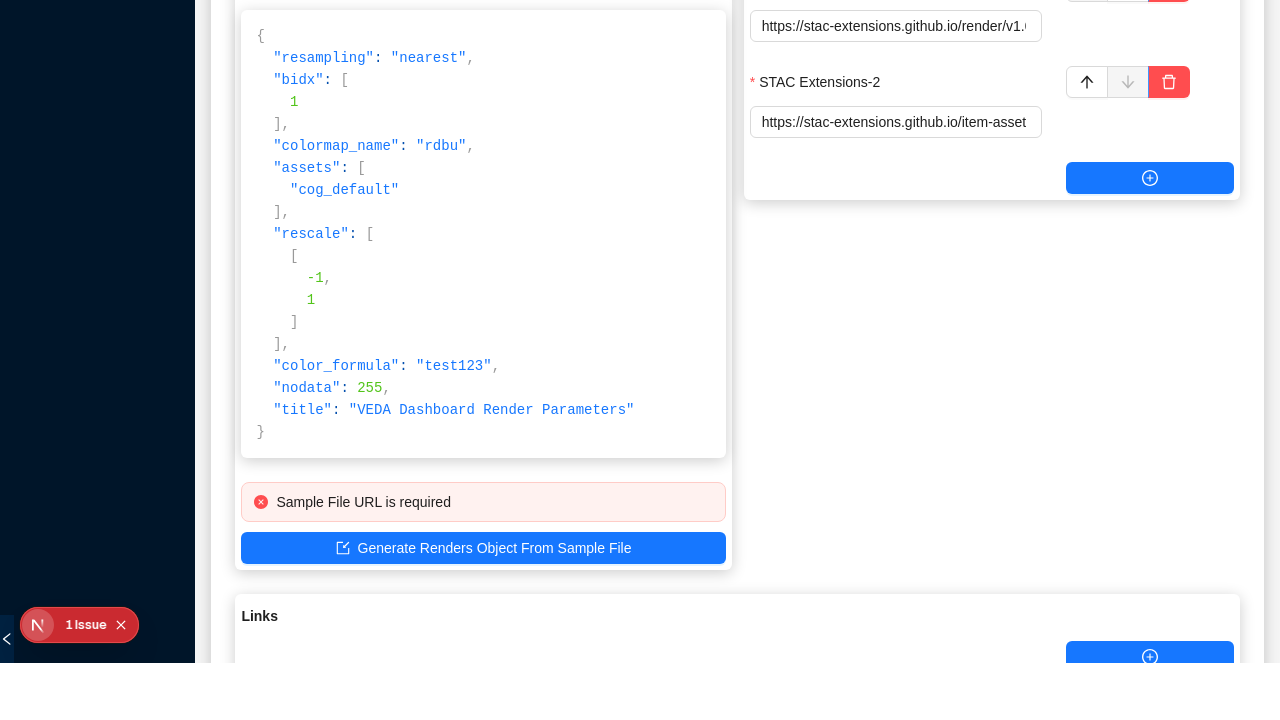 {
"resampling": "nearest",
"bidx": [
1
],
"colormap_name": "rdbu",
"assets": [
"cog_default"
],
"rescale": [
[
-1,
1
]
],
"color_formula": "test123",
"nodata": 255,
"title": "VEDA Dashboard Render Parameters"
}
Sample File URL is required
Generate Renders Object From Sample File
https://stac-extensions.github.io/render/v1.
* STAC Extensions-2
https://stac-extensions.github.io/item-asset
Links
N 1 Issue